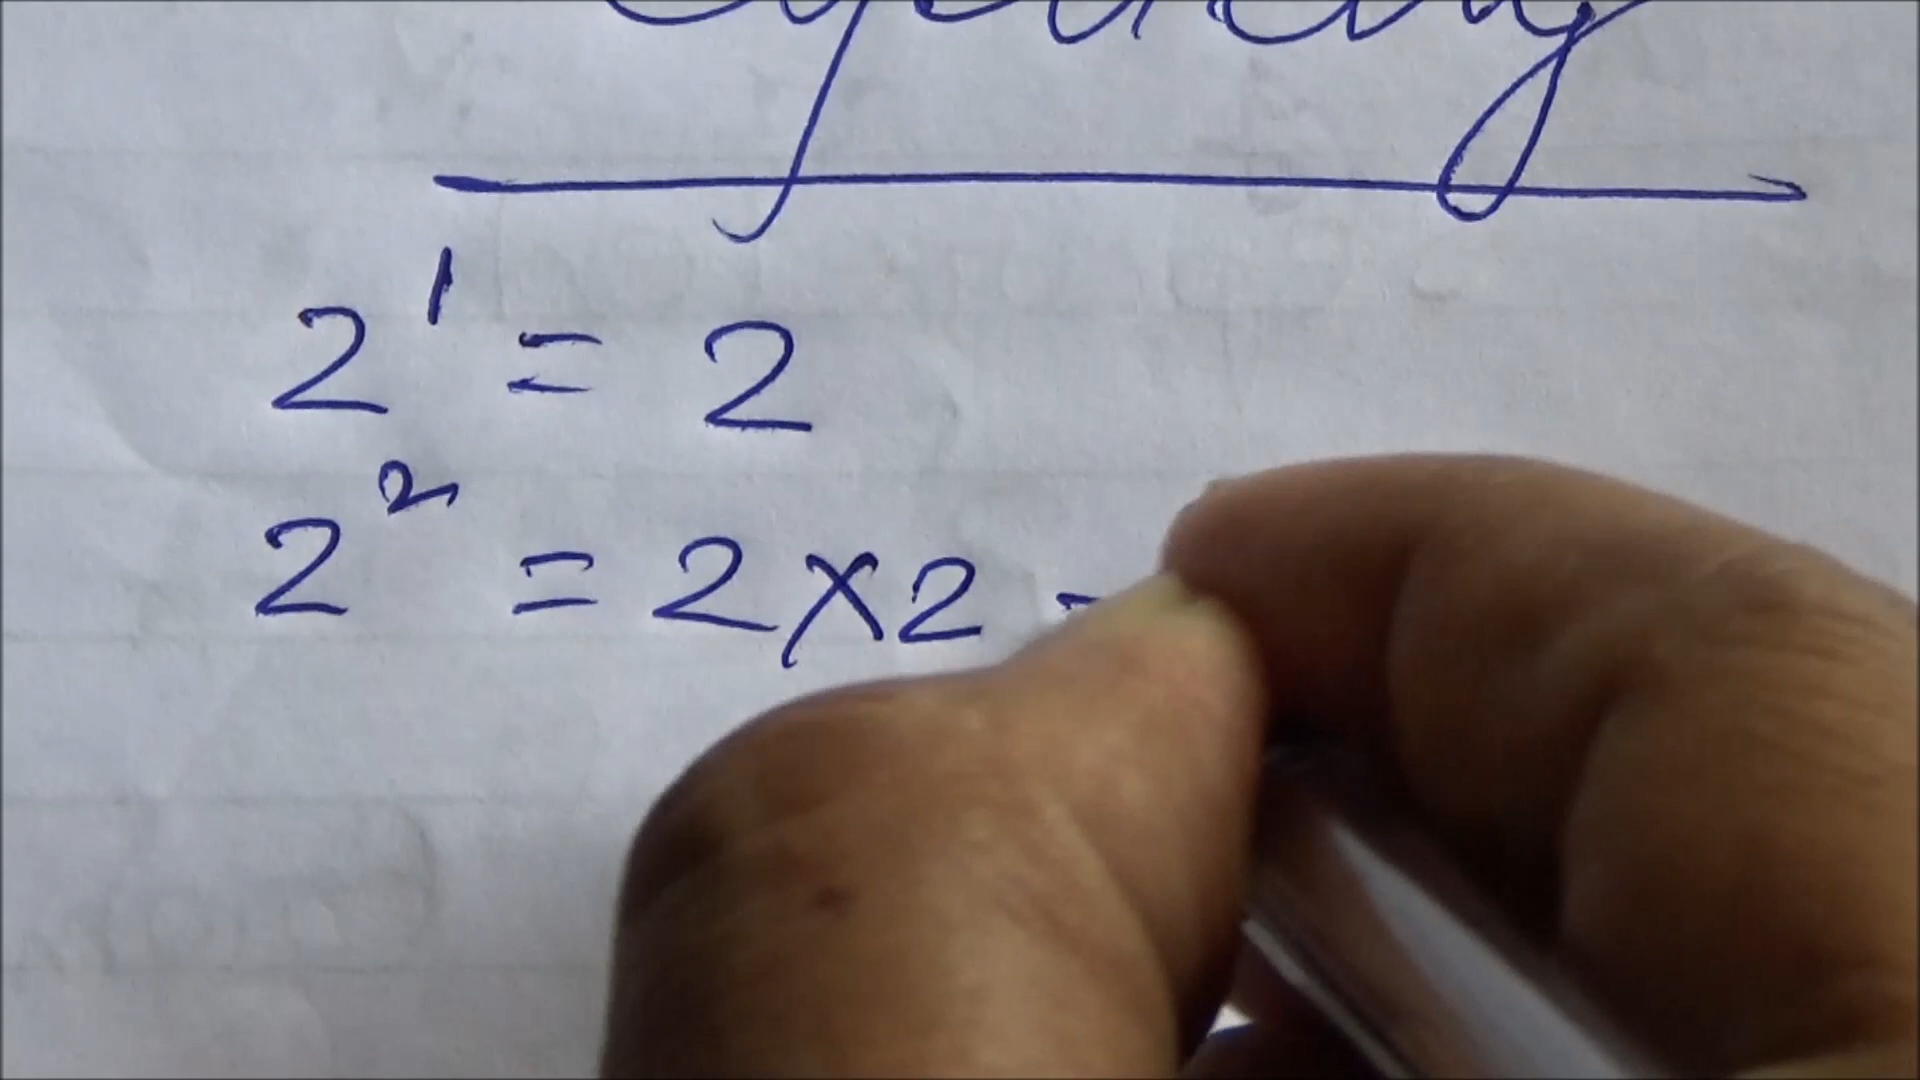 2¹ = 2
2² = 2×2 =